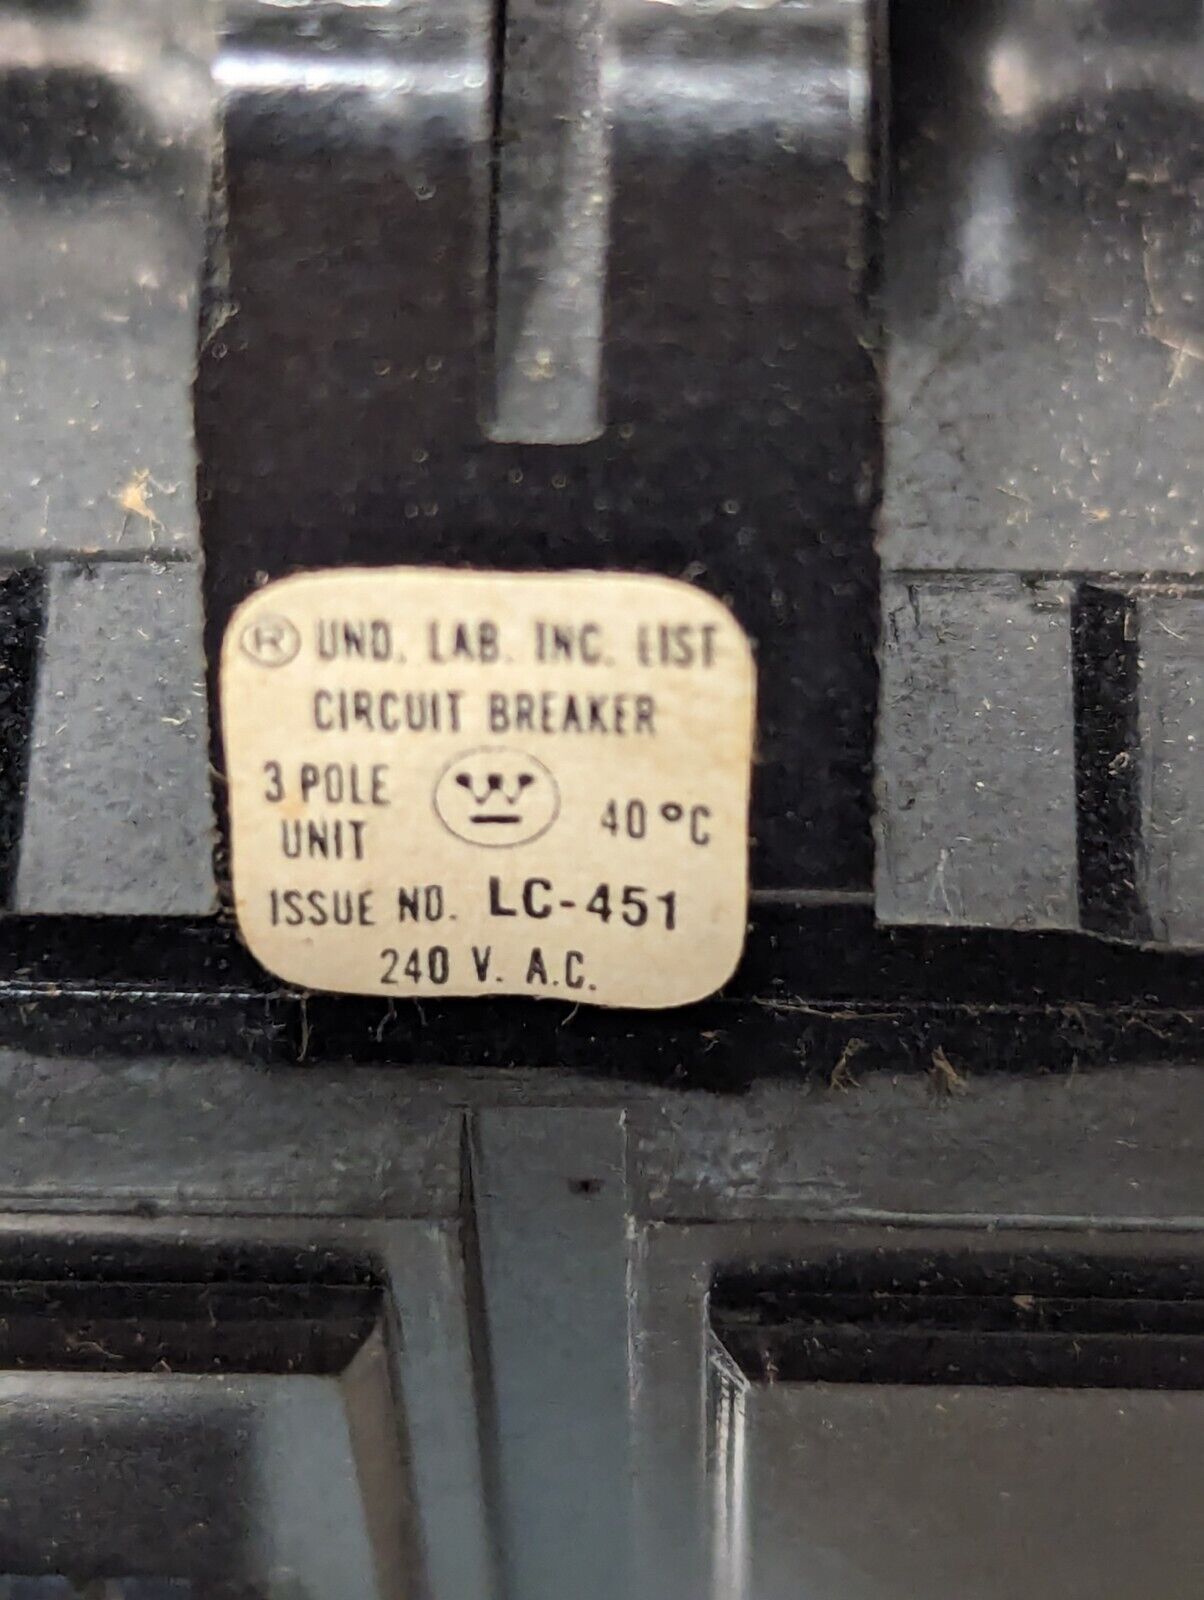 ® UND. LAB. INC. LIST
CIRCUIT BREAKER
3 POLE
UNIT
40°C
ISSUE NO. LC-451
240 V. A.C.